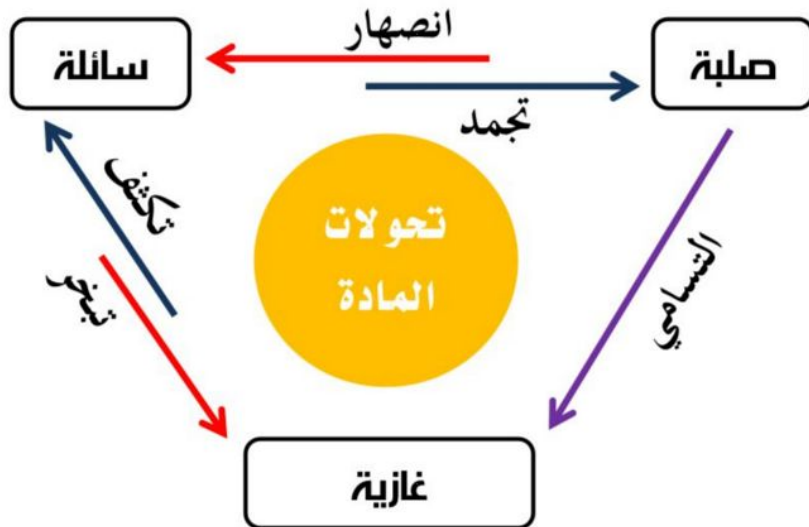 انصهار
صلبة
سائلة
تجمد
تكثف
تبخر
التسامي
تحولات
المادة
غازية